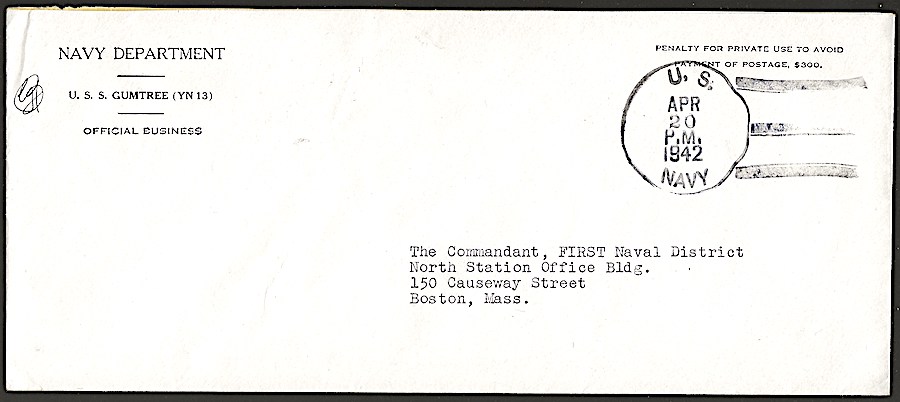 NAVY DEPARTMENT
U. S. S. GUMTREE (YN 13)
OFFICIAL BUSINESS
PENALTY FOR PRIVATE USE TO AVOID
PAYMENT OF POSTAGE, $300.
U. S.
APR
20
P.M.
1942
NAVY
The Commandant, FIRST Naval District
North Station Office Bldg.
150 Causeway Street
Boston, Mass.